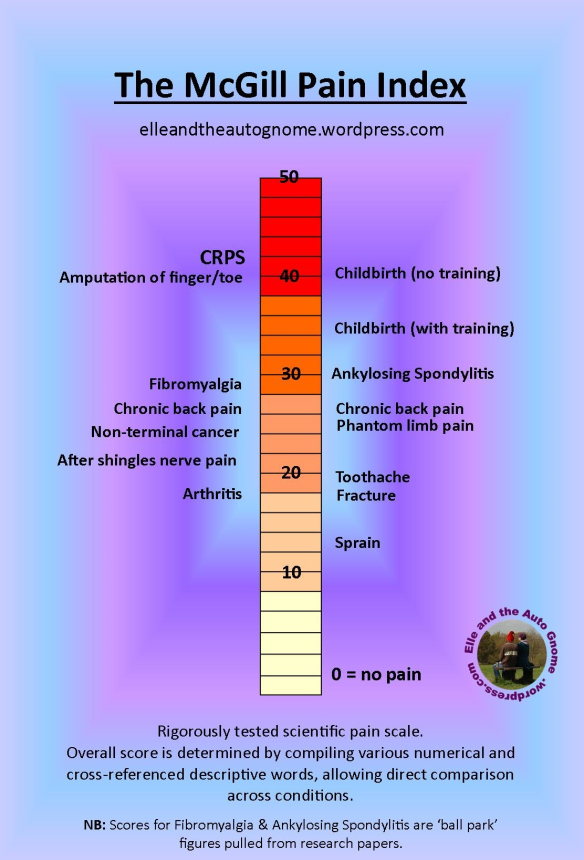 The McGill Pain Index
elleandtheautognome.wordpress.com
50
CRPS
Amputation of finger/toe
40
Childbirth (no training)
Childbirth (with training)
30
Ankylosing Spondylitis
Fibromyalgia
Chronic back pain
Chronic back pain
Phantom limb pain
Non-terminal cancer
After shingles nerve pain
20
Toothache
Arthritis
Fracture
Sprain
10
0 = no pain
Elle and the Auto Gnome .wordpress.com
Rigorously tested scientific pain scale.
Overall score is determined by compiling various numerical and
cross-referenced descriptive words, allowing direct comparison
across conditions.
NB: Scores for Fibromyalgia & Ankylosing Spondylitis are ‘ball park’
figures pulled from research papers.